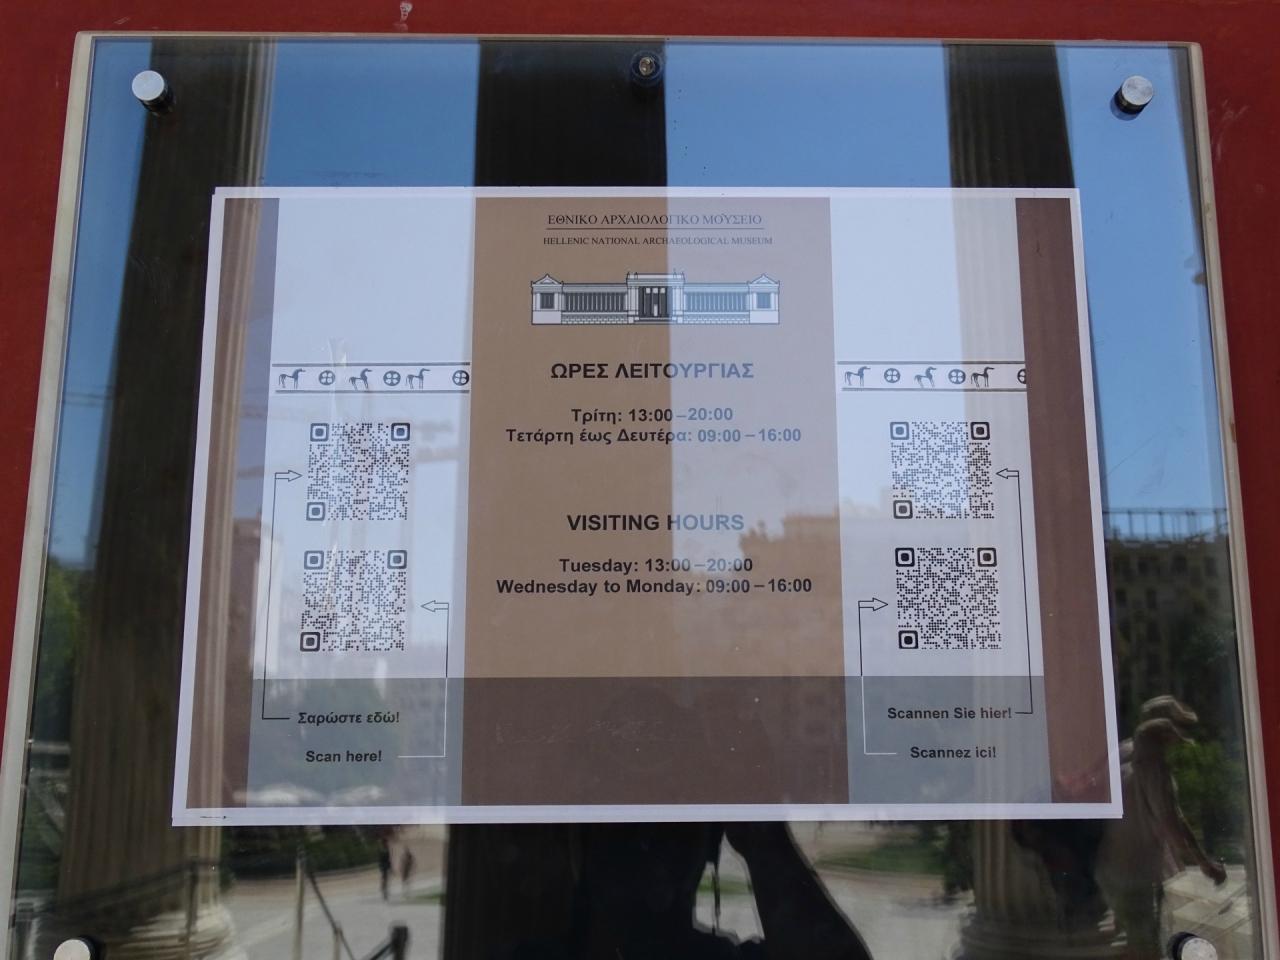 ΕΘΝΙΚΟ ΑΡΧΑΙΟΛΟΓΙΚΟ ΜΟΥΣΕΙΟ
HELLENIC NATIONAL ARCHAEOLOGICAL MUSEUM
ΩΡΕΣ ΛΕΙΤΟΥΡΓΙΑΣ
Τρίτη: 13:00 – 20:00
Τετάρτη έως Δευτέρα: 09:00 – 16:00
VISITING HOURS
Tuesday: 13:00 – 20:00
Wednesday to Monday: 09:00 – 16:00
Σαρώστε εδώ!
Scan here!
Scannen Sie hier!
Scannez ici!